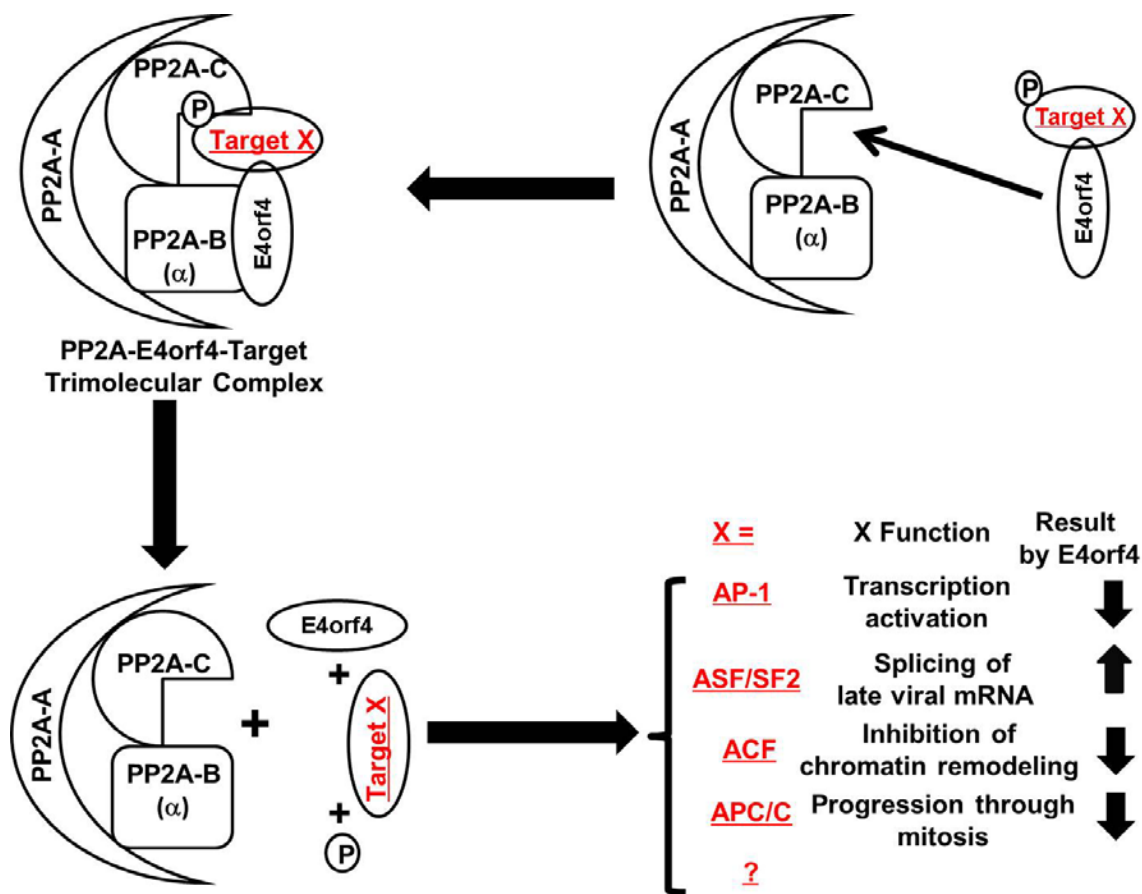 PP2A-C
P
Target X
PP2A-A
PP2A-B
(α)
E4orf4
PP2A-E4orf4-Target
Trimolecular Complex
PP2A-C
PP2A-A
PP2A-B
(α)
P
Target X
E4orf4
PP2A-C
PP2A-A
PP2A-B
(α)
+
E4orf4
+
Target X
+
P
X =
X Function
Result
by E4orf4
AP-1
Transcription
activation
ASF/SF2
Splicing of
late viral mRNA
ACF
Inhibition of
chromatin remodeling
APC/C
Progression through
mitosis
?